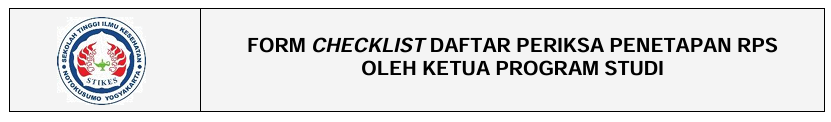 SEKOLAH TINGGI ILMU KESEHATAN
STIKES
NOTOKUSUMO YOGYAKARTA
FORM CHECKLIST DAFTAR PERIKSA PENETAPAN RPS
OLEH KETUA PROGRAM STUDI